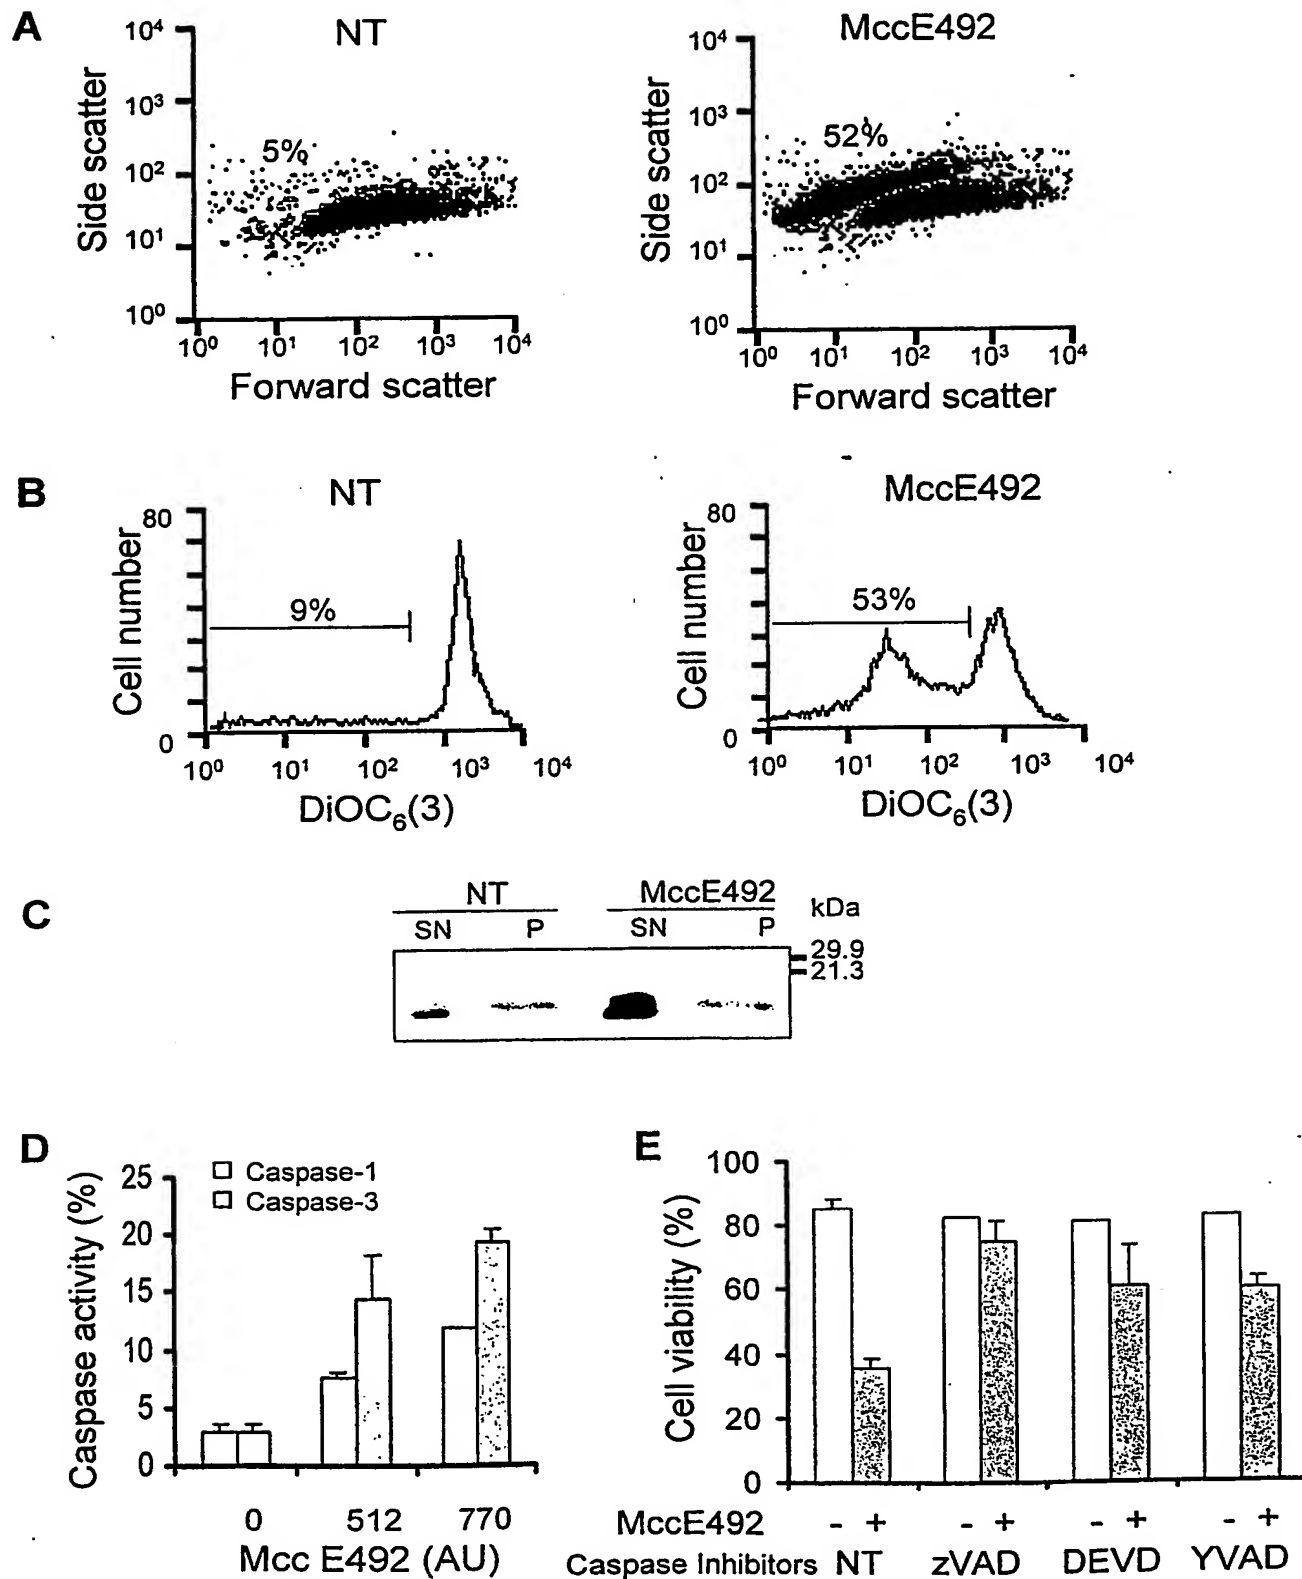 A
NT
MccE492
Side scatter
10⁴
10³
10²
10¹
10⁰
5%
10⁰ 10¹ 10² 10³ 10⁴
Forward scatter
Side scatter
10⁴
10³
10²
10¹
10⁰
52%
10⁰ 10¹ 10² 10³ 10⁴
Forward scatter
B
NT
MccE492
Cell number
80
0
9%
10⁰ 10¹ 10² 10³ 10⁴
DiOC₆(3)
Cell number
80
0
53%
10⁰ 10¹ 10² 10³ 10⁴
DiOC₆(3)
C
NT MccE492 kDa
SN P SN P
29.9
21.3
D
Caspase activity (%)
25
20
15
10
5
0
Caspase-1
Caspase-3
0 512 770
Mcc E492 (AU)
E
Cell viability (%)
100
80
60
40
20
0
MccE492 - + - + - + - +
Caspase Inhibitors NT zVAD DEVD YVAD